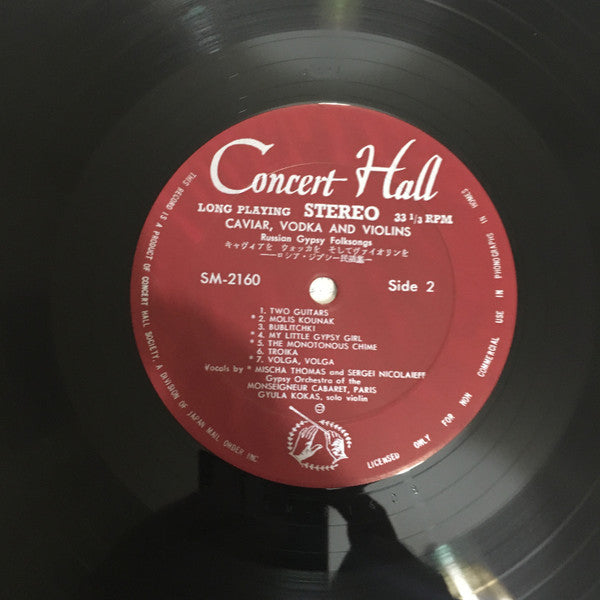 Concert Hall
LONG PLAYING STEREO 33 1/3 RPM
CAVIAR, VODKA AND VIOLINS
Russian Gypsy Folksongs
キャヴィアを ウォッカを そしてヴァイオリンを
——ロシア・ジプシー民謡集——
SM-2160 Side 2
1. TWO GUITARS
* 2. MOLIS KOUNAK
3. BUBLITCHKI
* 4. MY LITTLE GYPSY GIRL
* 5. THE MONOTONOUS CHIME
6. TROIKA
* 7. VOLGA, VOLGA
Vocals by * MISCHA THOMAS and SERGEI NICOLAIEFF
Gypsy Orchestra of the
MONSEIGNEUR CABARET, PARIS
GYULA KOKAS, solo violin
THIS RECORD IS A PRODUCT OF CONCERT HALL SOCIETY, A DIVISION OF JAPAN MAIL ORDER INC
LICENSED ONLY FOR NON COMMERCIAL USE IN PHONOGRAPHS IN HOMES